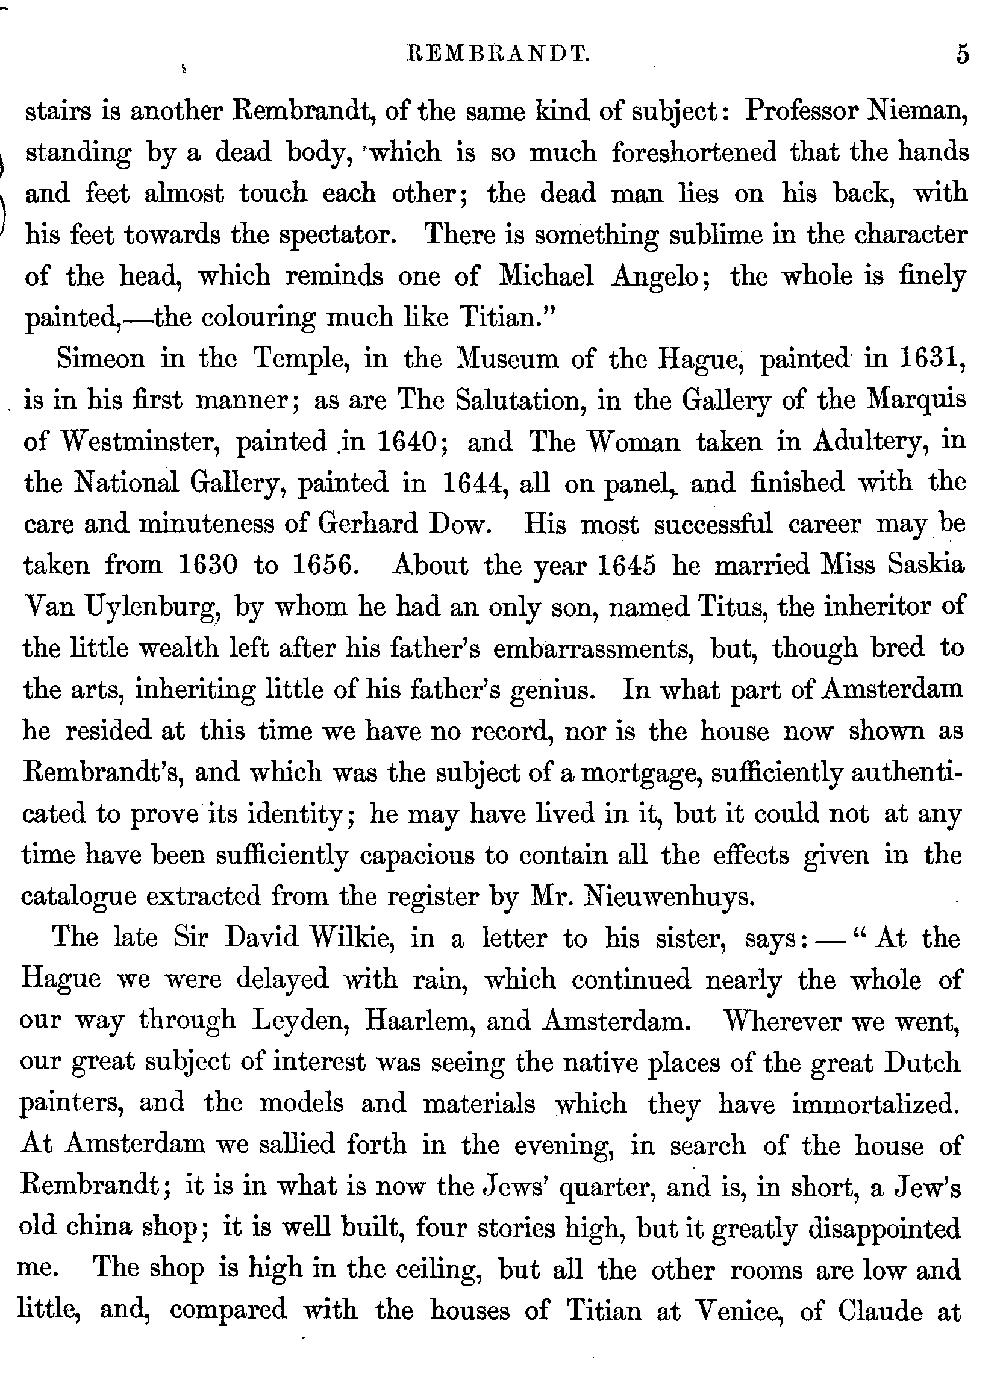 REMBRANDT. 5
stairs is another Rembrandt, of the same kind of subject: Professor Nieman,
standing by a dead body, which is so much foreshortened that the hands
and feet almost touch each other; the dead man lies on his back, with
his feet towards the spectator. There is something sublime in the character
of the head, which reminds one of Michael Angelo; the whole is finely
painted,—the colouring much like Titian.”
Simeon in the Temple, in the Museum of the Hague, painted in 1631,
is in his first manner; as are The Salutation, in the Gallery of the Marquis
of Westminster, painted in 1640; and The Woman taken in Adultery, in
the National Gallery, painted in 1644, all on panel, and finished with the
care and minuteness of Gerhard Dow. His most successful career may be
taken from 1630 to 1656. About the year 1645 he married Miss Saskia
Van Uylenburg, by whom he had an only son, named Titus, the inheritor of
the little wealth left after his father’s embarrassments, but, though bred to
the arts, inheriting little of his father’s genius. In what part of Amsterdam
he resided at this time we have no record, nor is the house now shown as
Rembrandt’s, and which was the subject of a mortgage, sufficiently authenti-
cated to prove its identity; he may have lived in it, but it could not at any
time have been sufficiently capacious to contain all the effects given in the
catalogue extracted from the register by Mr. Nieuwenhuys.
The late Sir David Wilkie, in a letter to his sister, says:—“At the
Hague we were delayed with rain, which continued nearly the whole of
our way through Leyden, Haarlem, and Amsterdam. Wherever we went,
our great subject of interest was seeing the native places of the great Dutch
painters, and the models and materials which they have immortalized.
At Amsterdam we sallied forth in the evening, in search of the house of
Rembrandt; it is in what is now the Jews’ quarter, and is, in short, a Jew’s
old china shop; it is well built, four stories high, but it greatly disappointed
me. The shop is high in the ceiling, but all the other rooms are low and
little, and, compared with the houses of Titian at Venice, of Claude at